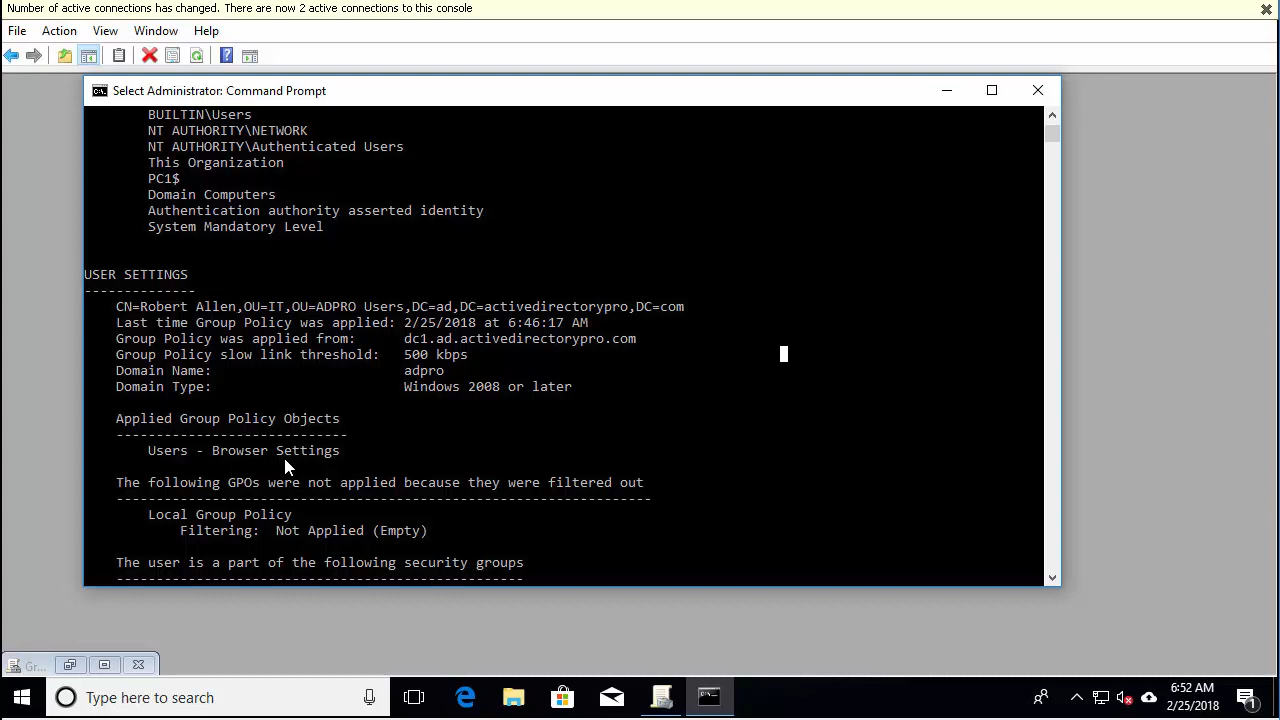 Number of active connections has changed. There are now 2 active connections to this console
File Action View Window Help
Select Administrator: Command Prompt
BUILTIN\Users
NT AUTHORITY\NETWORK
NT AUTHORITY\Authenticated Users
This Organization
PC1$
Domain Computers
Authentication authority asserted identity
System Mandatory Level
USER SETTINGS
--------------
CN=Robert Allen,OU=IT,OU=ADPRO Users,DC=ad,DC=activedirectorypro,DC=com
Last time Group Policy was applied: 2/25/2018 at 6:46:17 AM
Group Policy was applied from: dc1.ad.activedirectorypro.com
Group Policy slow link threshold: 500 kbps
Domain Name: adpro
Domain Type: Windows 2008 or later
Applied Group Policy Objects
-----------------------------
Users - Browser Settings
The following GPOs were not applied because they were filtered out
-------------------------------------------------------------------
Local Group Policy
Filtering: Not Applied (Empty)
The user is a part of the following security groups
---------------------------------------------------
Gr...
Type here to search
6:52 AM
2/25/2018
1